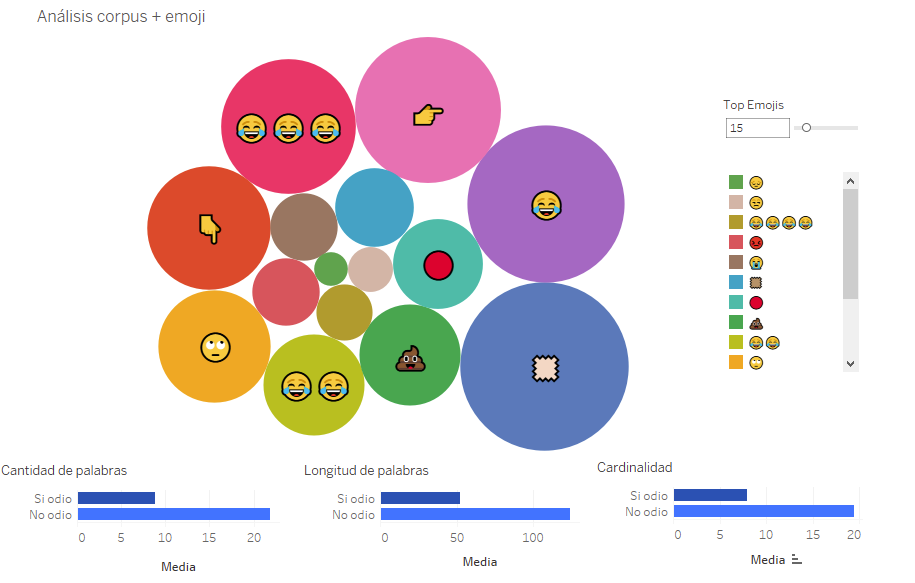 Análisis corpus + emoji
Top Emojis
15
Cantidad de palabras
Si odio
No odio
0 5 10 15 20
Media
Longitud de palabras
Si odio
No odio
0 50 100
Media
Cardinalidad
Si odio
No odio
0 5 10 15 20
Media